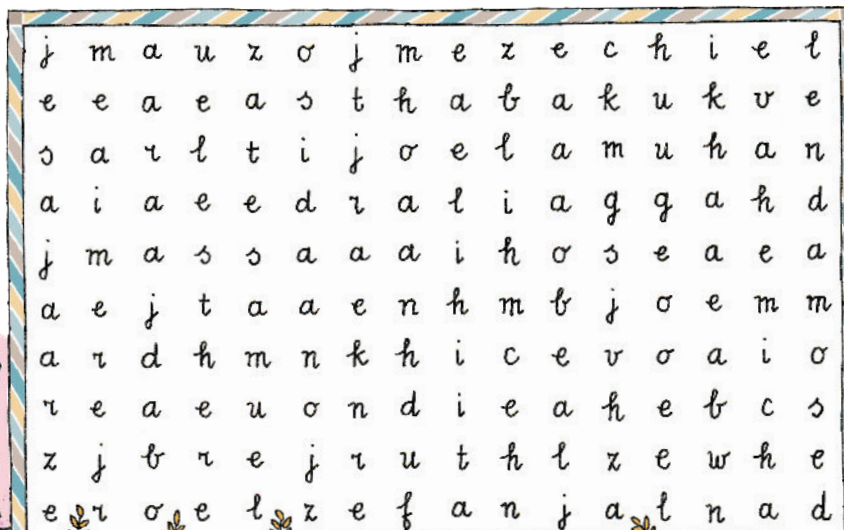 j m a u z o j m e z e c h i e l
e e a e a s t h a b a k u k v e
s a r l t i j o e l a m u h a n
a i a e e d r a l i a g g a h d
j m a s s a a a i h o s e a e a
a e j t a a e n h m b j o e m m
a r d h m n k h i c e v o a i o
r e a e u o n d i e a h e b c s
z j b r e j r u t h l z e w h e
e r o e l z e f a n j a l n a d